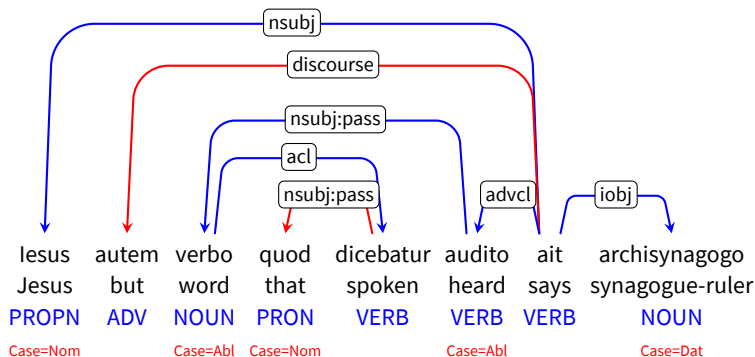 nsubj
discourse
nsubj:pass
acl
nsubj:pass advcl iobj
Iesus autem verbo quod dicebatur audito ait archisynagogo
Jesus but word that spoken heard says synagogue-ruler
PROPN ADV NOUN PRON VERB VERB VERB NOUN
Case=Nom Case=Abl Case=Nom Case=Abl Case=Dat